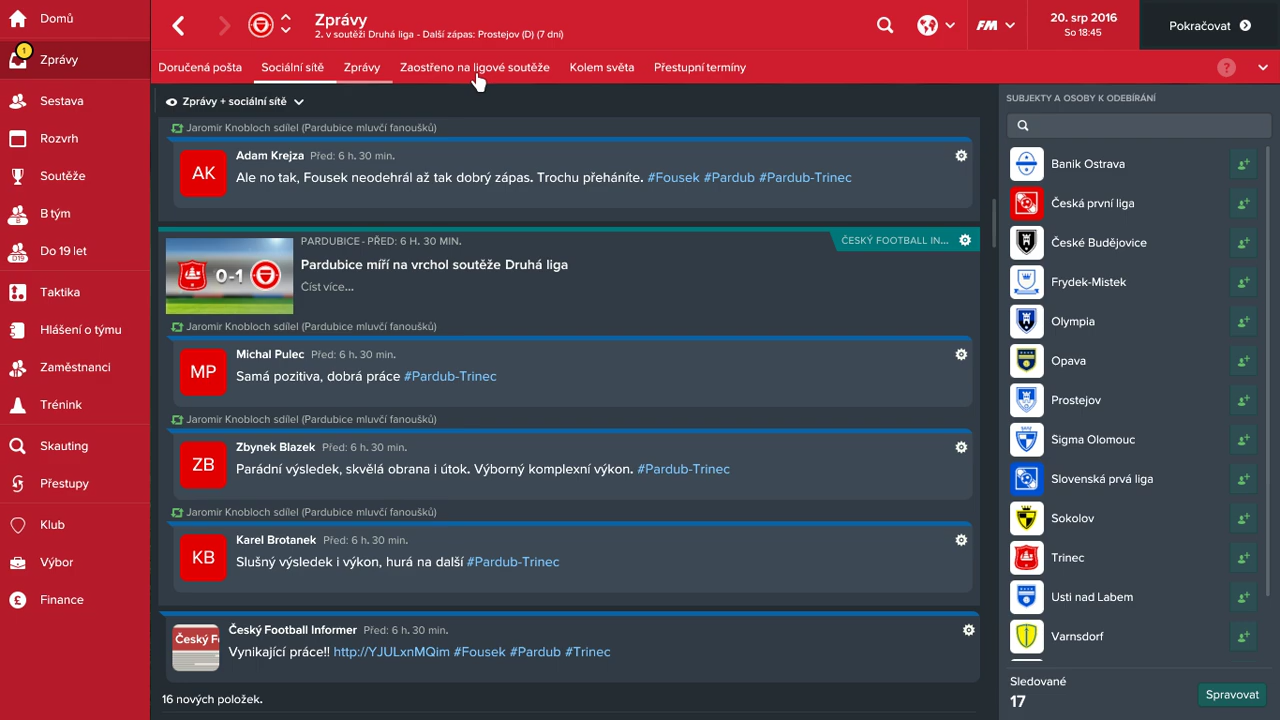 Domů
1
Zprávy
Sestava
Rozvrh
Soutěže
B tým
B
Do 19 let
D19
Taktika
Hlášení o týmu
Zaměstnanci
Trénink
Skauting
Přestupy
Klub
Výbor
Finance
Zprávy
2. v soutěži Druhá liga - Další zápas: Prostejov (D) (7 dní)
FM
20. srp 2016
So 18:45
Pokračovat
Doručená pošta
Sociální sítě
Zprávy
Zaostřeno na ligové soutěže
Kolem světa
Přestupní termíny
?
Zprávy + sociální sítě
Jaromir Knobloch sdílel (Pardubice mluvčí fanoušků)
AK
Adam Krejza Před: 6 h. 30 min.
Ale no tak, Fousek neodehrál až tak dobrý zápas. Trochu přeháníte. #Fousek #Pardub #Pardub-Trinec
0-1
PARDUBICE - PŘED: 6 H. 30 MIN.
ČESKÝ FOOTBALL IN...
Pardubice míří na vrchol soutěže Druhá liga
Číst více...
Jaromir Knobloch sdílel (Pardubice mluvčí fanoušků)
MP
Michal Pulec Před: 6 h. 30 min.
Samá pozitiva, dobrá práce #Pardub-Trinec
Jaromir Knobloch sdílel (Pardubice mluvčí fanoušků)
ZB
Zbynek Blazek Před: 6 h. 30 min.
Parádní výsledek, skvělá obrana i útok. Výborný komplexní výkon. #Pardub-Trinec
Jaromir Knobloch sdílel (Pardubice mluvčí fanoušků)
KB
Karel Brotanek Před: 6 h. 30 min.
Slušný výsledek i výkon, hurá na další #Pardub-Trinec
Český Fo
Český Football Informer Před: 6 h. 30 min.
Vynikající práce!! http://YJULxnMQim #Fousek #Pardub #Trinec
16 nových položek.
SUBJEKTY A OSOBY K ODEBÍRÁNÍ
Banik Ostrava
Česká první liga
České Budějovice
Frydek-Mistek
Olympia
Opava
Prostejov
Sigma Olomouc
Slovenská prvá liga
Sokolov
Trinec
Usti nad Labem
Varnsdorf
Sledované
17
Spravovat